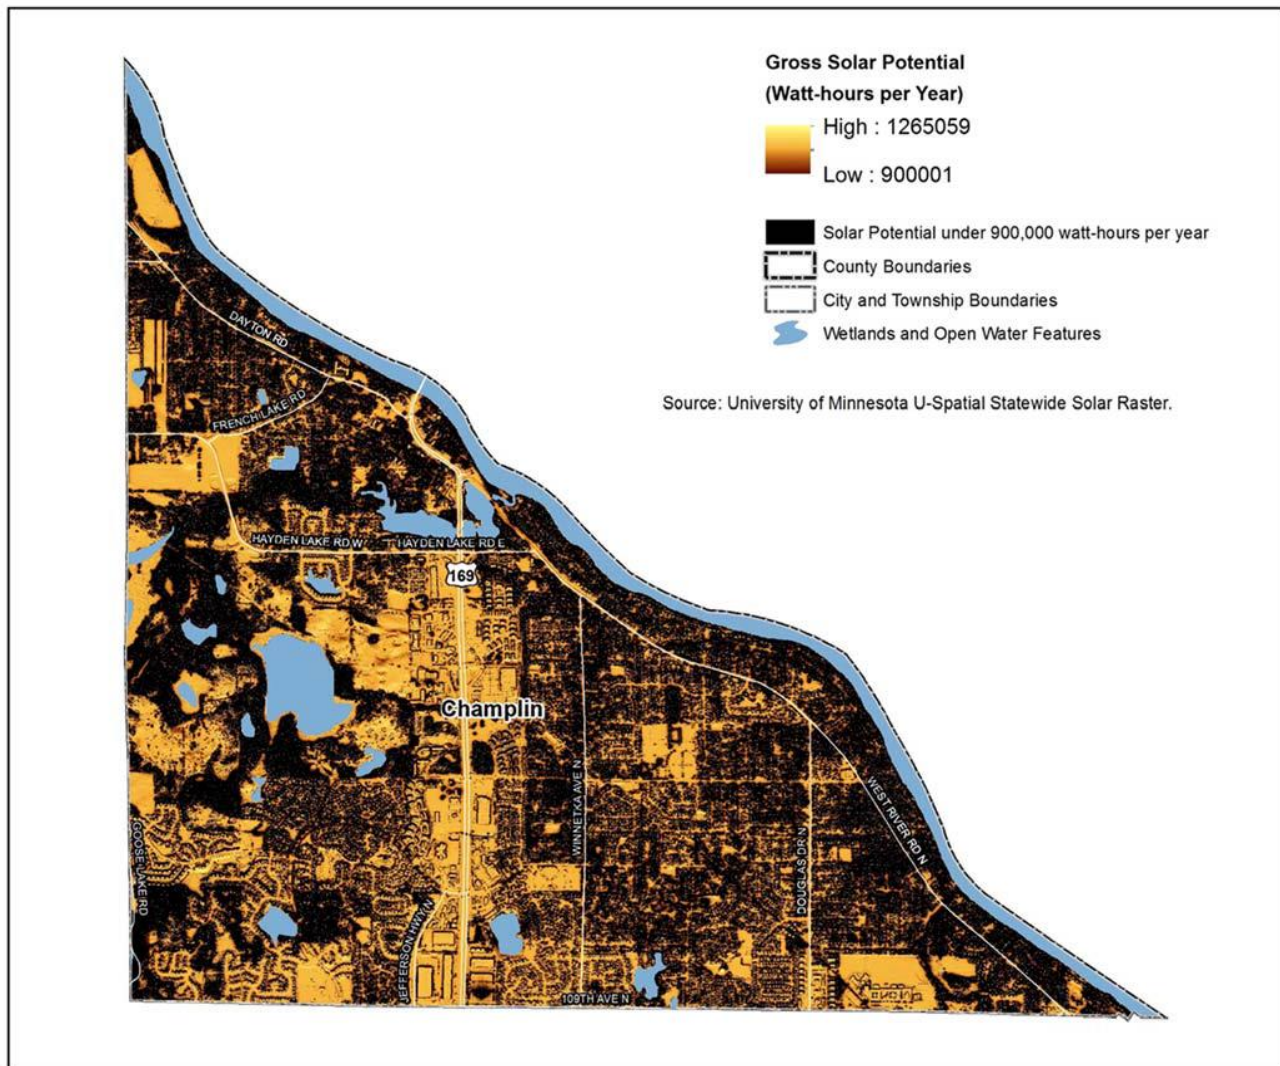 Gross Solar Potential
(Watt-hours per Year)
High : 1265059
Low : 900001
Solar Potential under 900,000 watt-hours per year
County Boundaries
City and Township Boundaries
Wetlands and Open Water Features
Source: University of Minnesota U-Spatial Statewide Solar Raster.
DAYTON RD
FRENCH LAKE RD
HAYDEN LAKE RD W
HAYDEN LAKE RD E
169
Champlin
WINNETKA AVE N
WEST RIVER RD N
DOUGLAS DR N
GOOSE LAKE RD
JEFFERSON HWY N
109TH AVE N